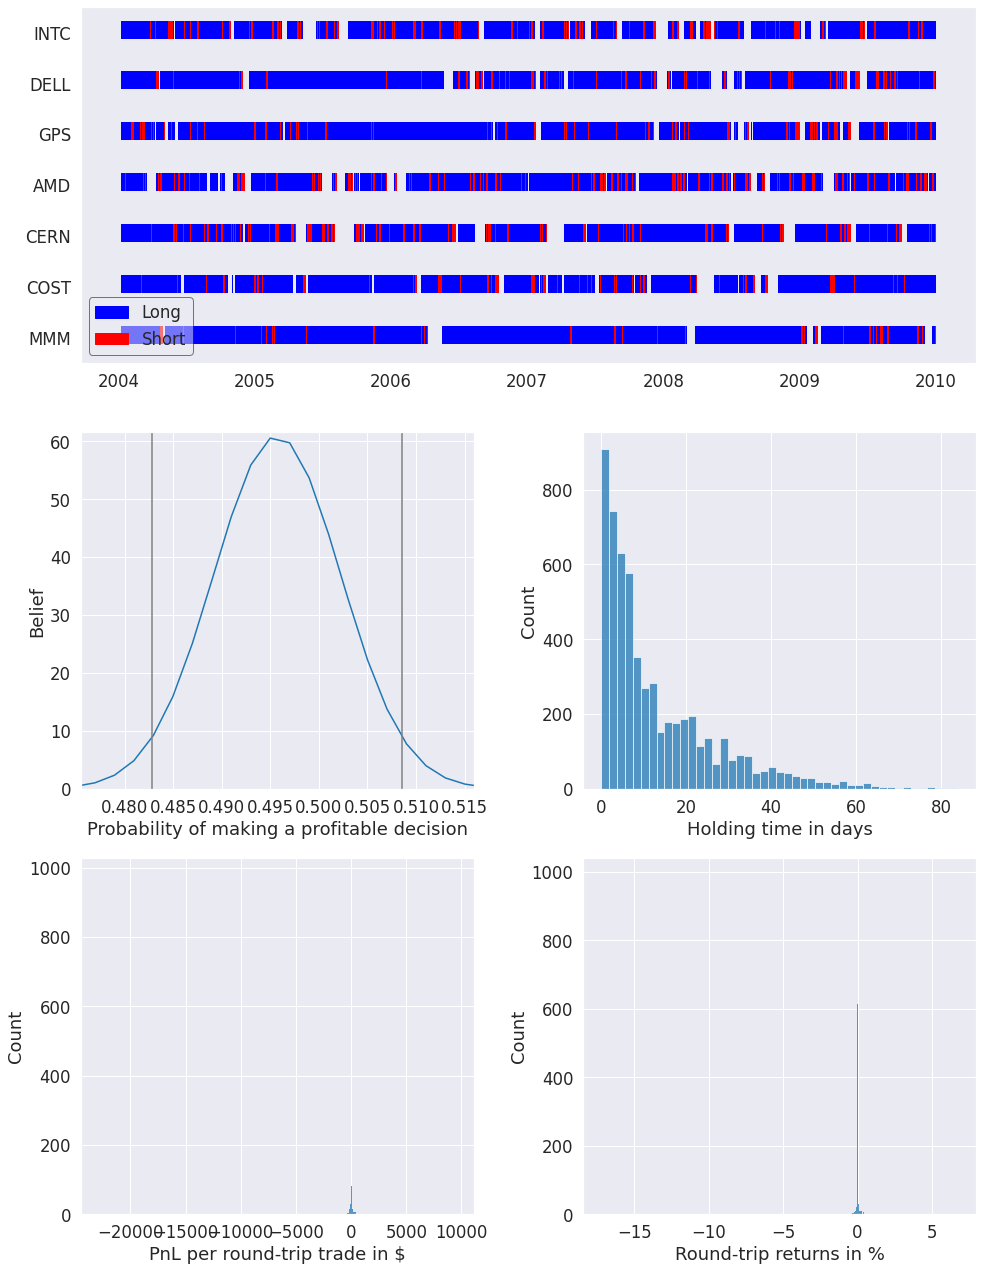 INTC
DELL
GPS
AMD
CERN
COST
MMM
Long
Short
2004 2005 2006 2007 2008 2009 2010
60
50
40
30
20
10
0
Belief
0.480 0.485 0.490 0.495 0.500 0.505 0.510 0.515
Probability of making a profitable decision
800
600
400
200
0
Count
0 20 40 60 80
Holding time in days
1000
800
600
400
200
0
Count
−20000 −15000 −10000 −5000 0 5000 10000
PnL per round-trip trade in $
1000
800
600
400
200
0
Count
−15 −10 −5 0 5
Round-trip returns in %